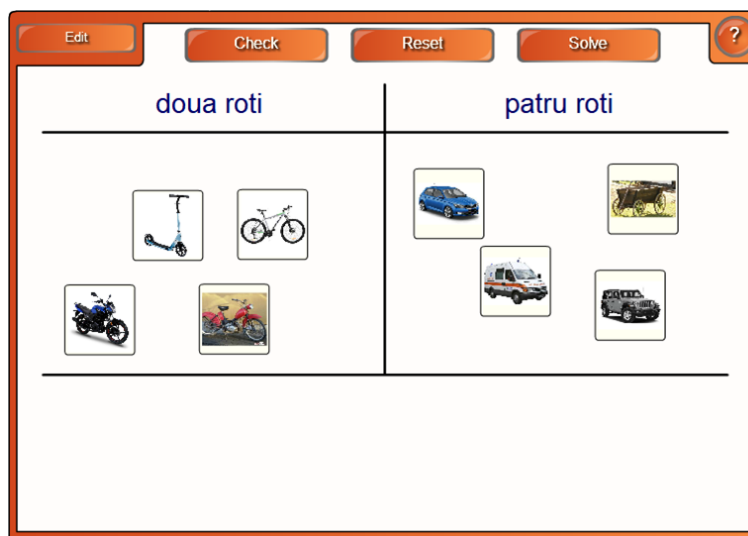 Edit
Check
Reset
Solve
?
doua roti
patru roti